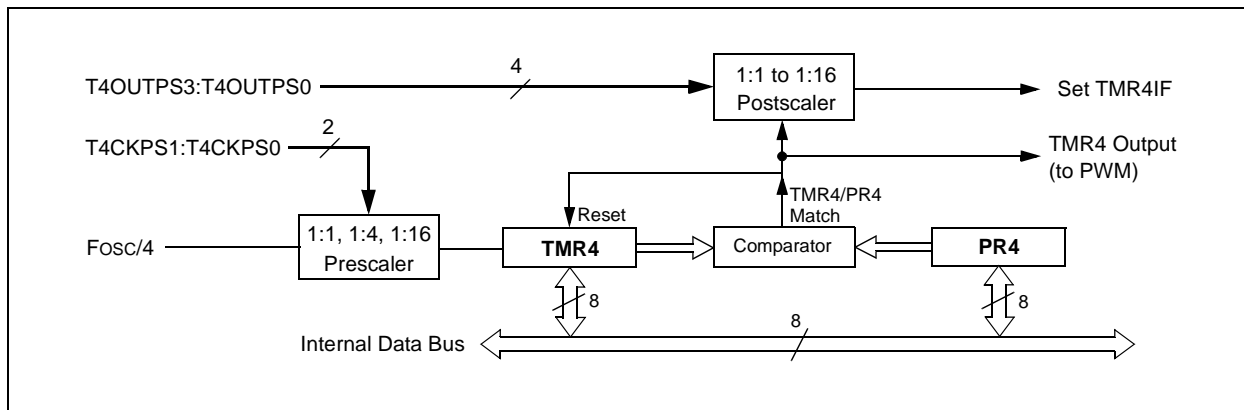 4
T4OUTPS3:T4OUTPS0
1:1 to 1:16
Postscaler
Set TMR4IF
2
T4CKPS1:T4CKPS0
TMR4 Output
(to PWM)
TMR4/PR4
Match
Reset
1:1, 1:4, 1:16
Prescaler
FOSC/4
TMR4
Comparator
PR4
8
8
8
Internal Data Bus